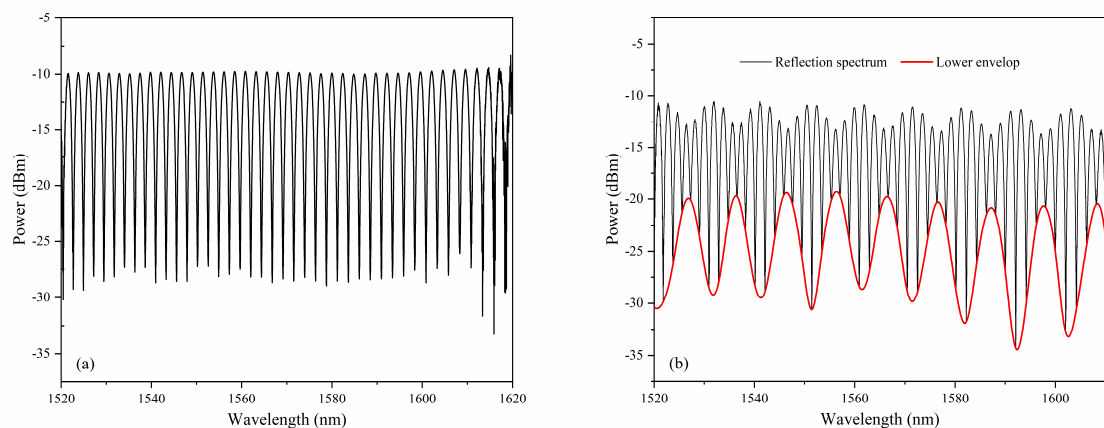 -5
-10
-15
-20
-25
-30
-35
Power (dBm)
(a)
1520 1540 1560 1580 1600 1620
Wavelength (nm)
-5
-10
-15
-20
-25
-30
-35
Power (dBm)
Reflection spectrum Lower envelop
(b)
1520 1540 1560 1580 1600
Wavelength (nm)